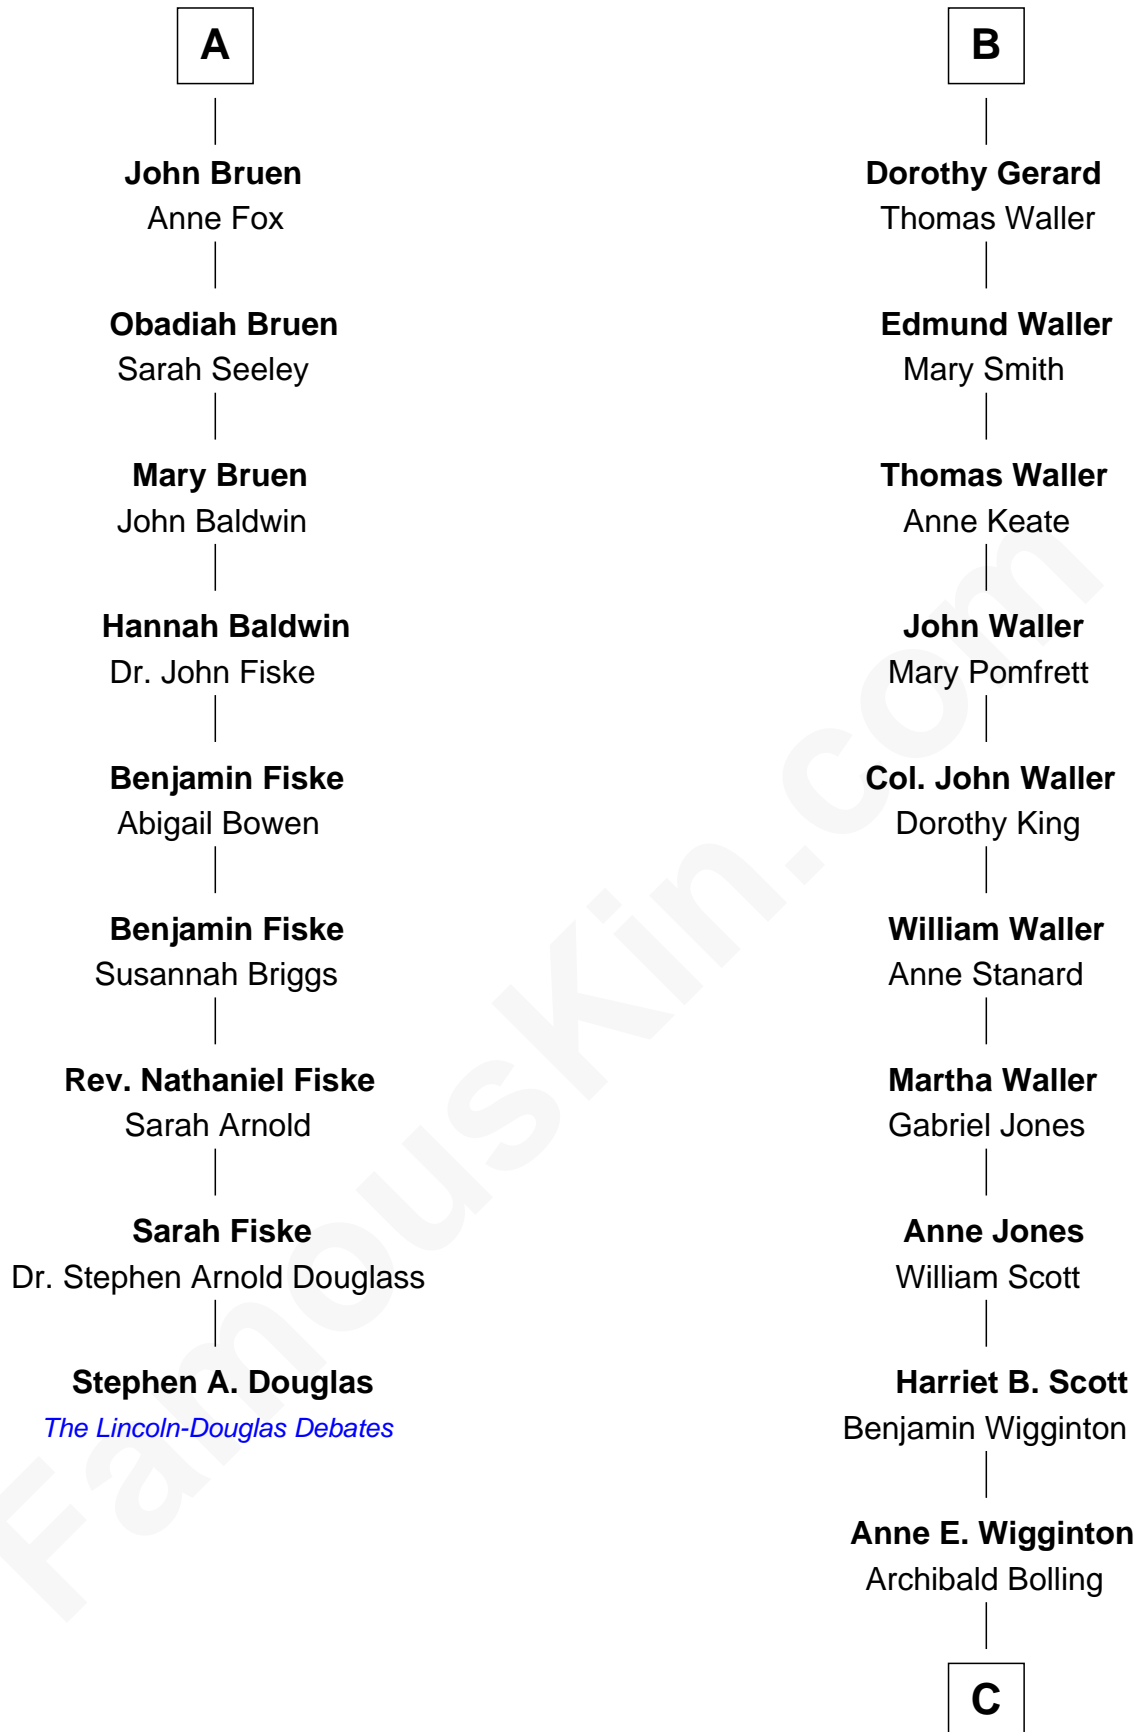 A
John Bruen
Anne Fox
Obadiah Bruen
Sarah Seeley
Mary Bruen
John Baldwin
Hannah Baldwin
Dr. John Fiske
Benjamin Fiske
Abigail Bowen
Benjamin Fiske
Susannah Briggs
Rev. Nathaniel Fiske
Sarah Arnold
Sarah Fiske
Dr. Stephen Arnold Douglass
Stephen A. Douglas
The Lincoln-Douglas Debates
B
Dorothy Gerard
Thomas Waller
Edmund Waller
Mary Smith
Thomas Waller
Anne Keate
John Waller
Mary Pomfrett
Col. John Waller
Dorothy King
William Waller
Anne Stanard
Martha Waller
Gabriel Jones
Anne Jones
William Scott
Harriet B. Scott
Benjamin Wigginton
Anne E. Wigginton
Archibald Bolling
C
FamousKin.com